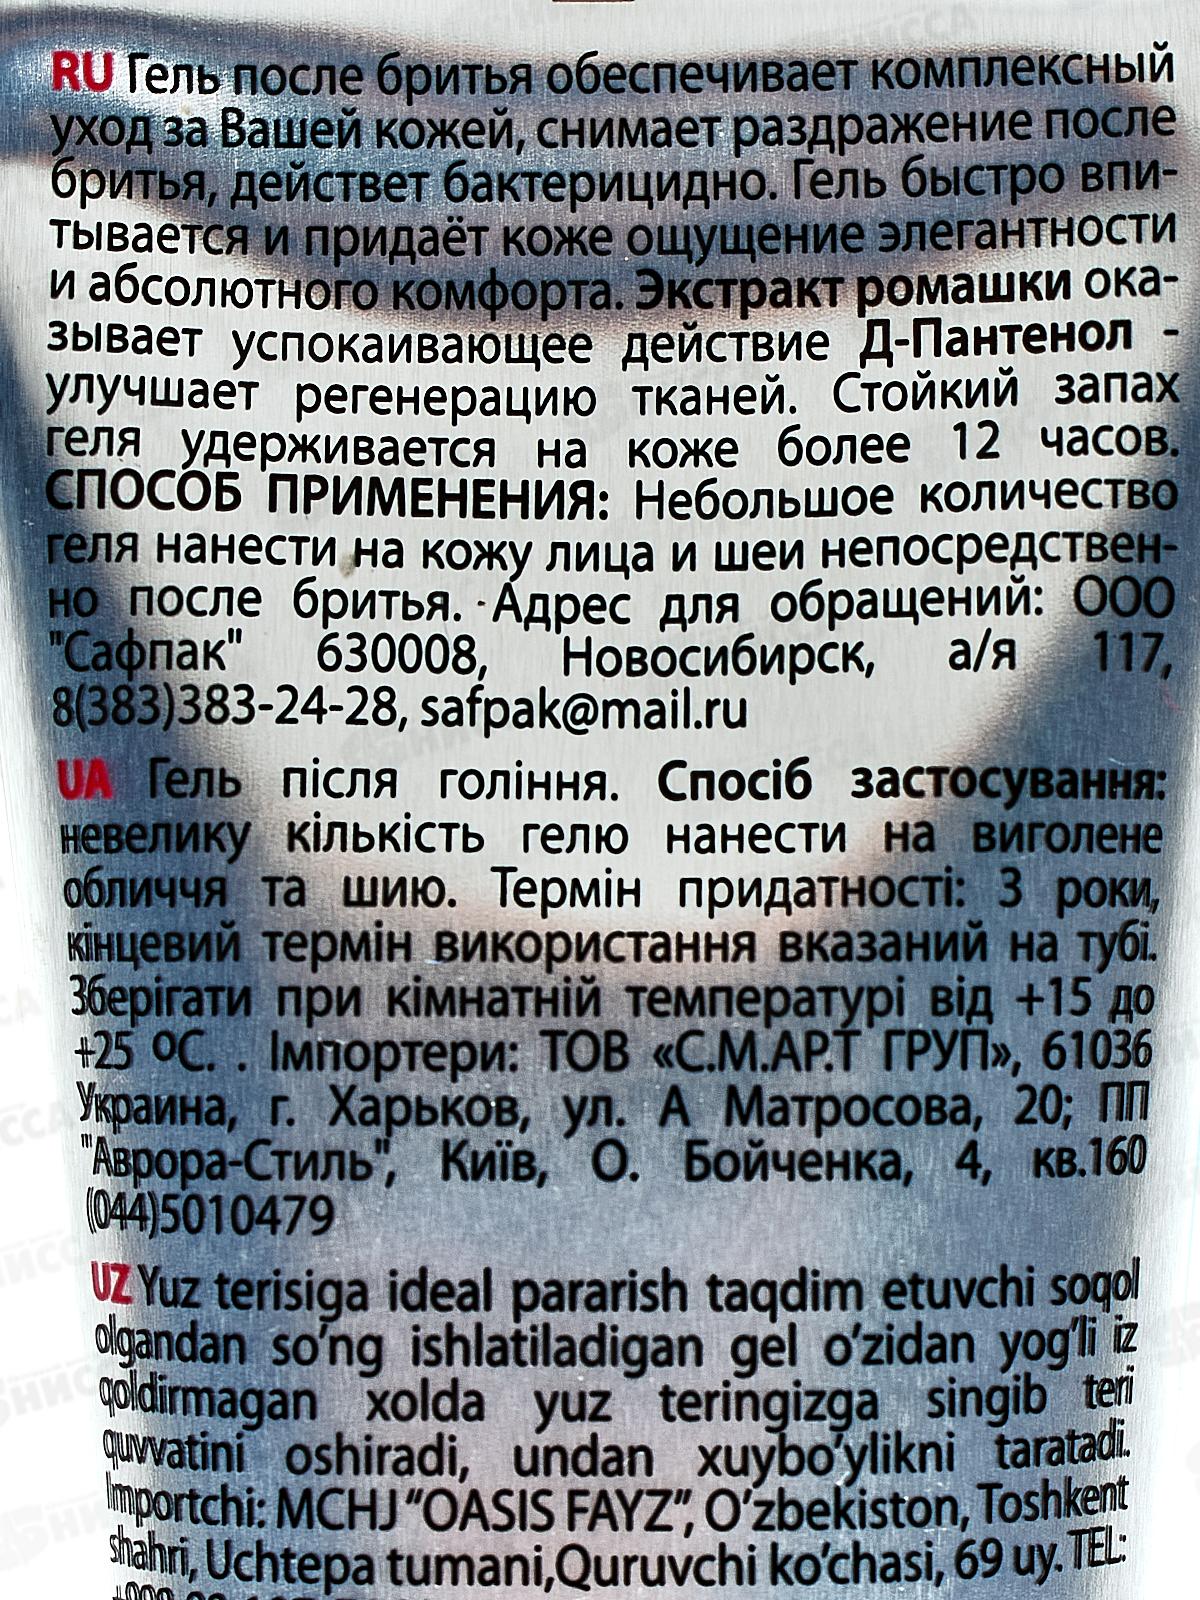 RU Гель после бритья обеспечивает комплексный
уход за Вашей кожей, снимает раздражение после
бритья, действет бактерицидно. Гель быстро впи-
тывается и придаёт коже ощущение элегантности
и абсолютного комфорта. Экстракт ромашки ока-
зывает успокаивающее действие Д-Пантенол -
улучшает регенерацию тканей. Стойкий запах
геля удерживается на коже более 12 часов.
СПОСОБ ПРИМЕНЕНИЯ: Небольшое количество
геля нанести на кожу лица и шеи непосредствен-
но после бритья. Адрес для обращений: ООО
"Сафпак" 630008, Новосибирск, а/я 117,
8(383)383-24-28, safpak@mail.ru
UA Гель після гоління. Спосіб застосування:
невелику кількість гелю нанести на виголене
обличчя та шию. Термін придатності: 3 роки,
кінцевий термін використання вказаний на тубі.
Зберігати при кімнатній температурі від +15 до
+25 ºС. . Імпортери: ТОВ «С.М.АР.Т ГРУП», 61036
Украина, г. Харьков, ул. А Матросова, 20; ПП
"Аврора-Стиль", Київ, О. Бойченка, 4, кв.160
(044)5010479
UZ Yuz terisiga ideal pararish taqdim etuvchi soqol
olgandan so‘ng ishlatiladigan gel o‘zidan yog‘li iz
qoldirmagan xolda yuz teringizga singib teri
quvvatini oshiradi, undan xuybo‘ylikni taratadi.
Importchi: MCHJ "OASIS FAYZ", O‘zbekiston, Toshkent
shahri, Uchtepa tumani,Quruvchi ko‘chasi, 69 uy. TEL: